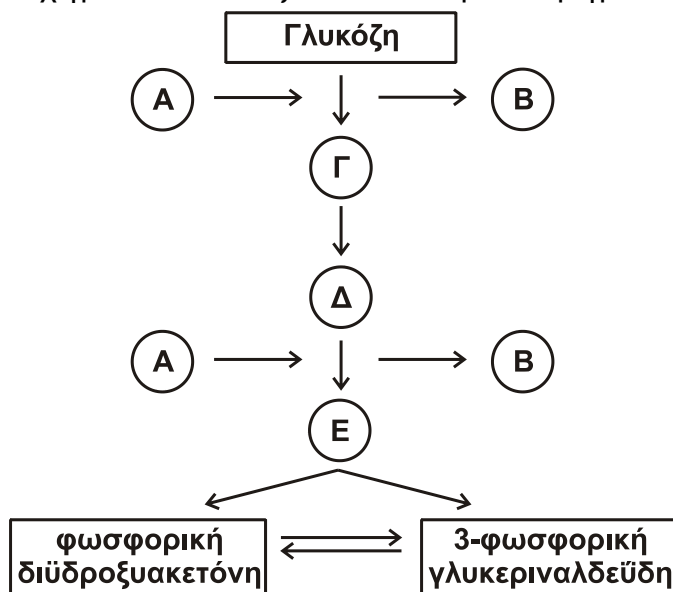 Γλυκόζη
Α
Β
Γ
Δ
Α
Β
Ε
φωσφορική
διϋδροξυακετόνη
3-φωσφορική
γλυκεριναλδεΰδη